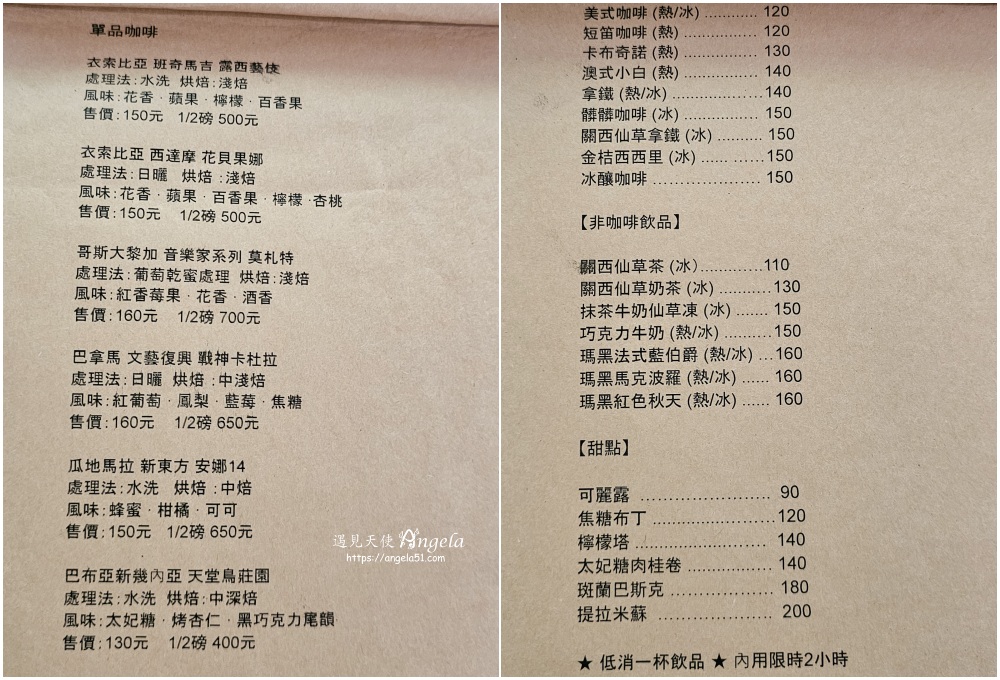 單品咖啡
衣索比亞 班奇馬吉 露西藝伎
處理法:水洗 烘焙:淺焙
風味:花香‧蘋果‧檸檬‧百香果
售價:150元 1/2磅 500元
衣索比亞 西達摩 花貝果娜
處理法:日曬 烘焙:淺焙
風味:花香‧蘋果‧百香果‧檸檬‧杏桃
售價:150元 1/2磅 500元
哥斯大黎加 音樂家系列 莫札特
處理法:葡萄乾蜜處理 烘焙:淺焙
風味:紅香莓果‧花香‧酒香
售價:160元 1/2磅 700元
巴拿馬 文藝復興 戰神卡杜拉
處理法:日曬 烘焙:中淺焙
風味:紅葡萄‧鳳梨‧藍莓‧焦糖
售價:160元 1/2磅 650元
瓜地馬拉 新東方 安娜14
處理法:水洗 烘焙:中焙
風味:蜂蜜‧柑橘‧可可
售價:150元 1/2磅 650元
巴布亞新幾內亞 天堂鳥莊園
處理法:水洗 烘焙:中深焙
風味:太妃糖‧烤杏仁‧黑巧克力尾韻
售價:130元 1/2磅 400元
遇見天使 Angela
https://angela51.com
美式咖啡 (熱/冰) ............ 120
短笛咖啡 (熱) .................. 120
卡布奇諾 (熱) .................. 130
澳式小白 (熱) .................. 140
拿鐵 (熱/冰) .....................140
髒髒咖啡 (冰) .................. 150
關西仙草拿鐵 (冰) .......... 150
金桔西西里 (冰) ...... ......150
冰釀咖啡 ........................ 150
【非咖啡飲品】
關西仙草茶 (冰)............110
關西仙草奶茶 (冰) ...........130
抹茶牛奶仙草凍 (冰) ....... 150
巧克力牛奶 (熱/冰) ...........150
瑪黑法式藍伯爵 (熱/冰) ...160
瑪黑馬克波羅 (熱/冰) ...... 160
瑪黑紅色秋天 (熱/冰) ...... 160
【甜點】
可麗露 ........................ 90
焦糖布丁 .......................120
檸檬塔 ........................ 140
太妃糖肉桂卷 .................140
斑蘭巴斯克 ................... 180
提拉米蘇 ..................... 200
★ 低消一杯飲品 ★ 內用限時2小時